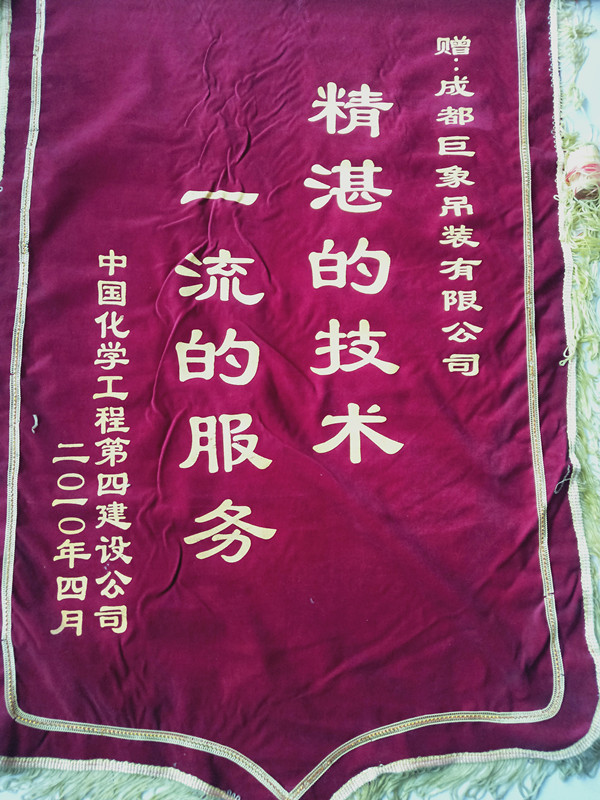 赠:成都巨象吊装有限公司
精湛的技术
一流的服务
中国化学工程第四建设公司
二〇一〇年四月